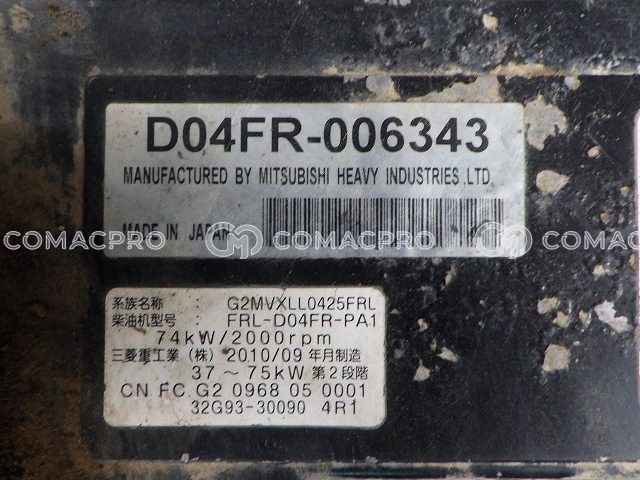 D04FR-006343
MANUFACTURED BY MITSUBISHI HEAVY INDUSTRIES.,LTD.
MADE IN JAPAN
COMACPRO COMACPRO COMACPRO
系族名称 : G2MVXLL0425FRL
柴油机型号 : FRL-D04FR-PA1
74kW/2000rpm
三菱重工業(株) 2010/09 年月制造
37 ～ 75kW 第2段階
CN FC G2 0968 05 0001
32G93-30090 4R1